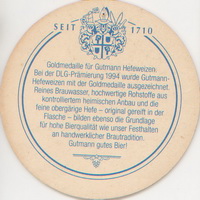 SEIT 1710
Goldmedaille für Gutmann Hefeweizen:
Bei der DLG-Prämierung 1994 wurde Gutmann-
Hefeweizen mit der Goldmedaille ausgezeichnet.
Reines Brauwasser, hochwertige Rohstoffe aus
kontrolliertem heimischen Anbau und die
feine obergärige Hefe – original gereift in der
Flasche – bilden ebenso die Grundlage
für hohe Bierqualität wie unser Festhalten
an handwerklicher Brautradition.
Gutmann gutes Bier!